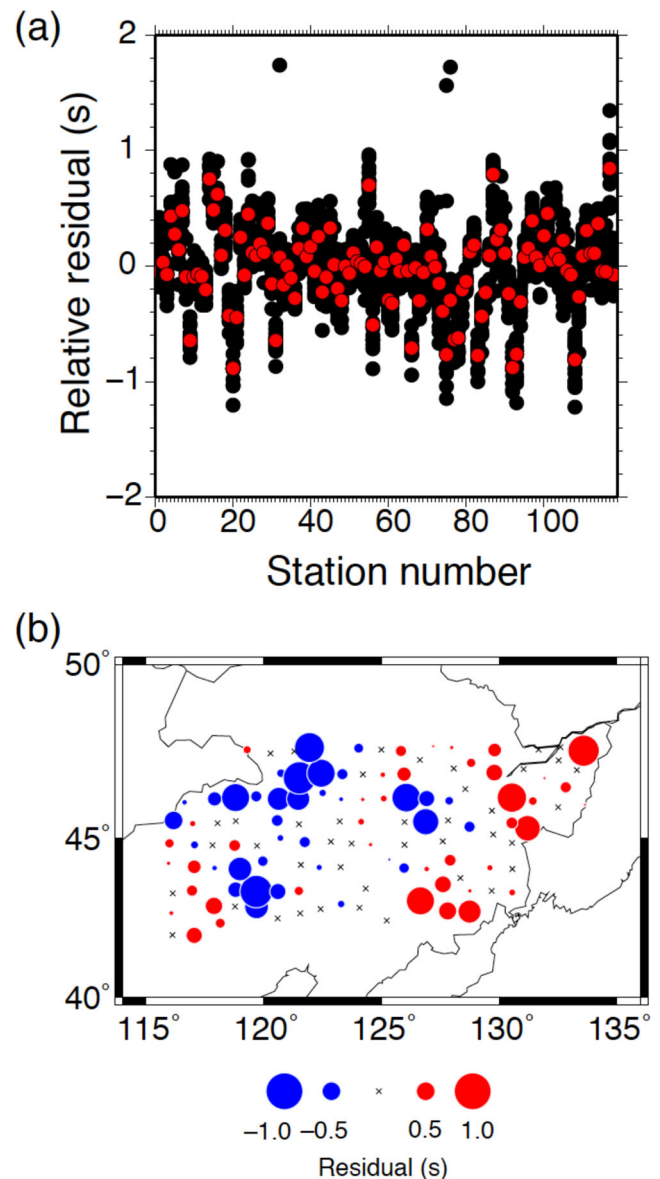 (a)
2
1
0
−1
−2
Relative residual (s)
0 20 40 60 80 100
Station number
(b)
50°
45°
40°
115° 120° 125° 130° 135°
−1.0 −0.5 0.5 1.0
Residual (s)